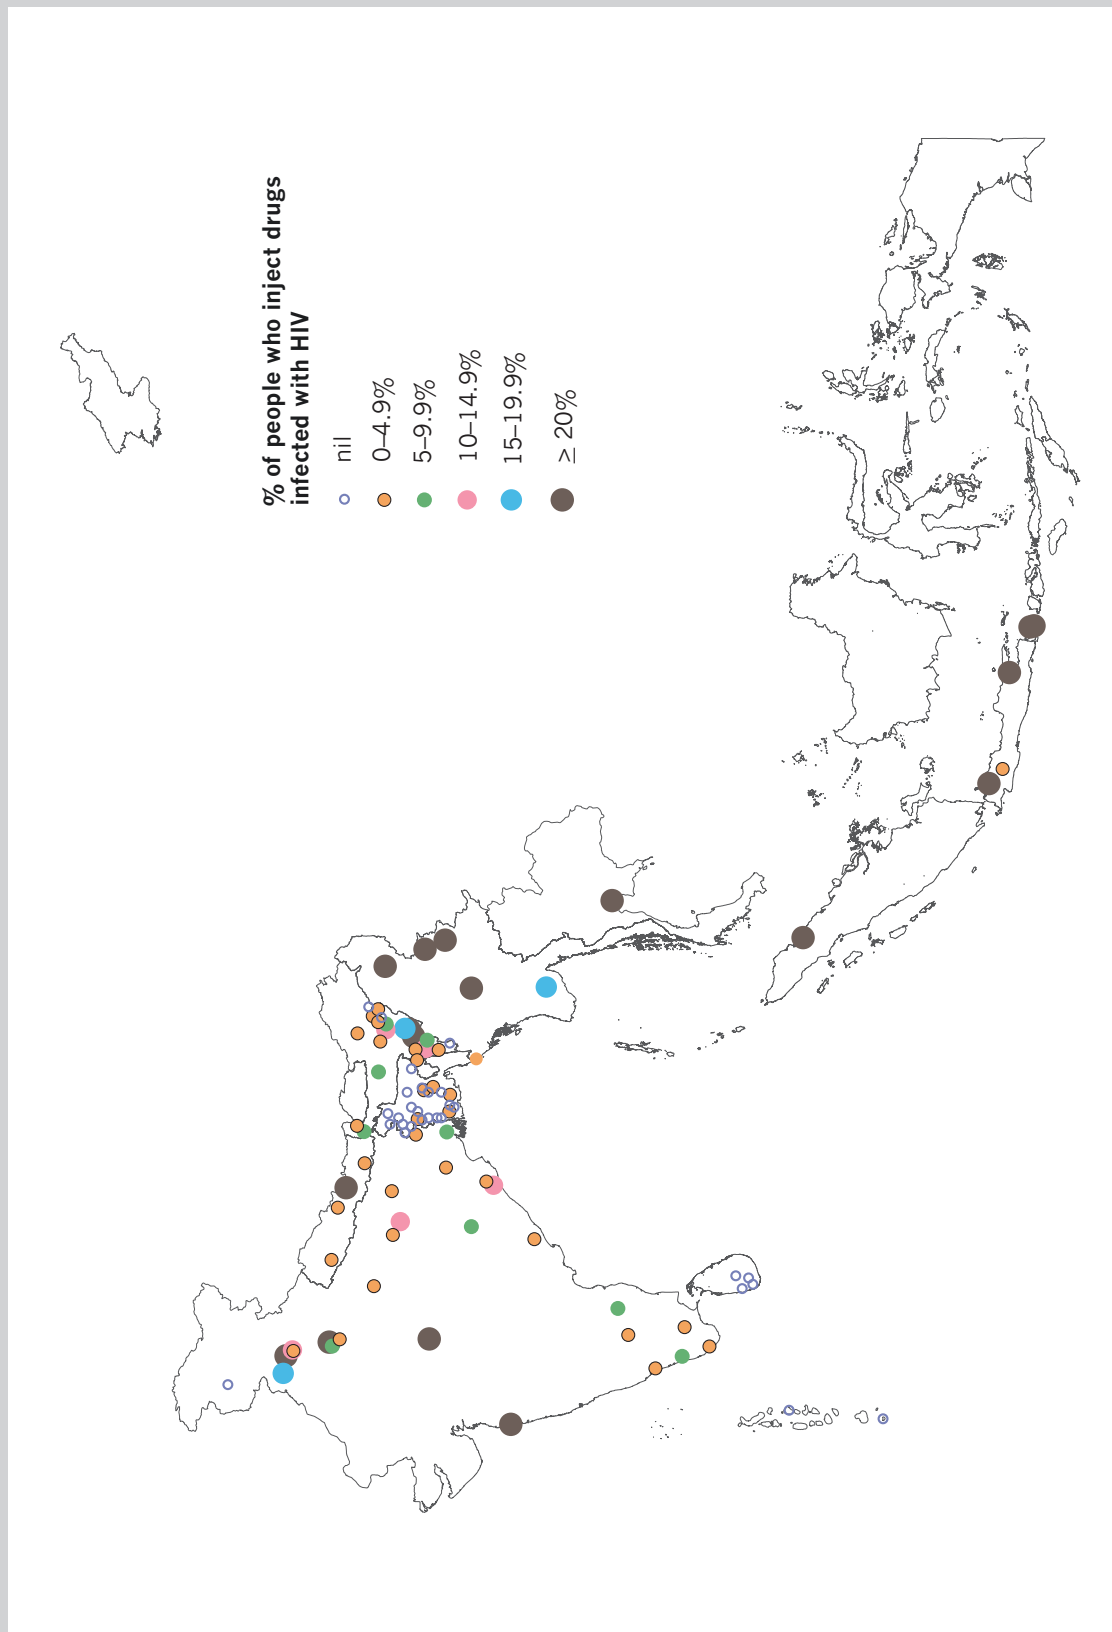 % of people who inject drugs
infected with HIV
nil
0–4.9%
5–9.9%
10–14.9%
15–19.9%
≥ 20%